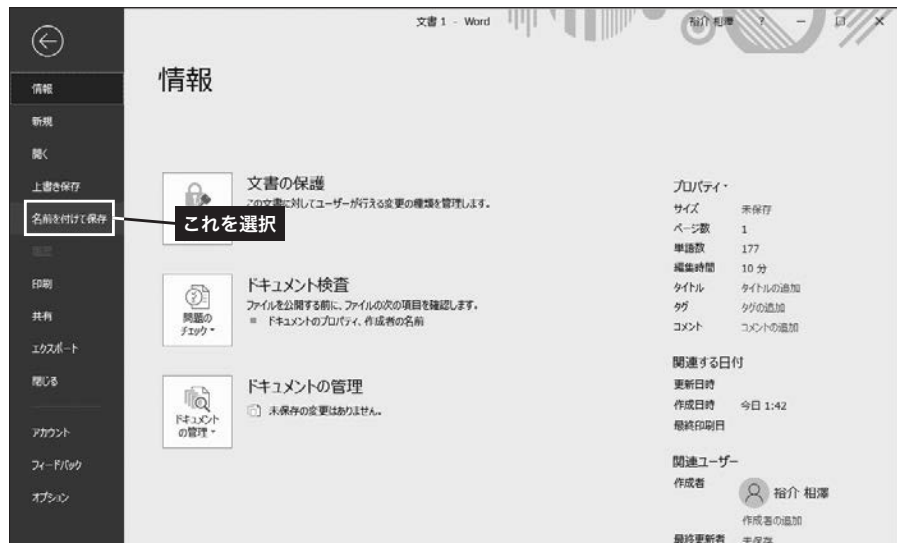 文書 1 - Word
裕介 相澤
?
情報
新規
開く
上書き保存
名前を付けて保存
履歴
印刷
共有
エクスポート
閉じる
アカウント
フィードバック
オプション
情報
文書の保護
この文書に対してユーザーが行える変更の種類を管理します。
これを選択
問題の
チェック
ドキュメント検査
ファイルを公開する前に、ファイルの次の項目を確認します。
ドキュメントのプロパティ、作成者の名前
ドキュメント
の管理
ドキュメントの管理
未保存の変更はありません。
プロパティ
サイズ 未保存
ページ数 1
単語数 177
編集時間 10 分
タイトル タイトルの追加
タグ タグの追加
コメント コメントの追加
関連する日付
更新日時
作成日時 今日 1:42
最終印刷日
関連ユーザー
作成者
裕介 相澤
作成者の追加
最終更新者 未保存